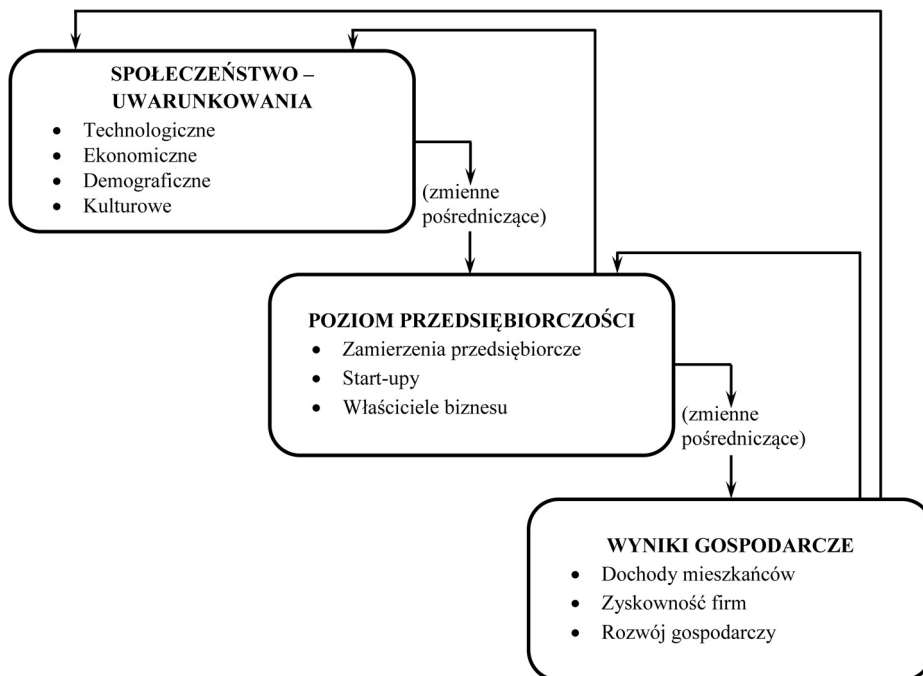 SPOŁECZEŃSTWO –
UWARUNKOWANIA
• Technologiczne
• Ekonomiczne
• Demograficzne
• Kulturowe
(zmienne
pośredniczące)
POZIOM PRZEDSIĘBIORCZOŚCI
• Zamierzenia przedsiębiorcze
• Start-upy
• Właściciele biznesu
(zmienne
pośredniczące)
WYNIKI GOSPODARCZE
• Dochody mieszkańców
• Zyskowność firm
• Rozwój gospodarczy